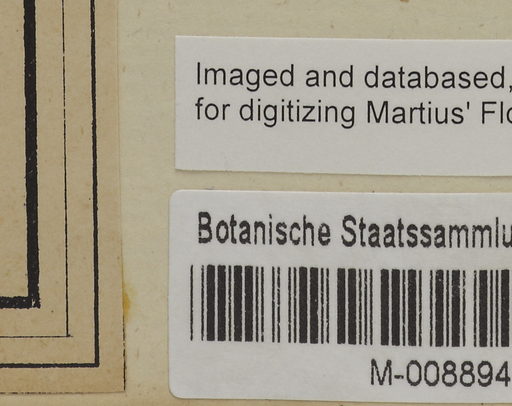 Imaged and databased,
for digitizing Martius' Flo
Botanische Staatssammlu
M-008894